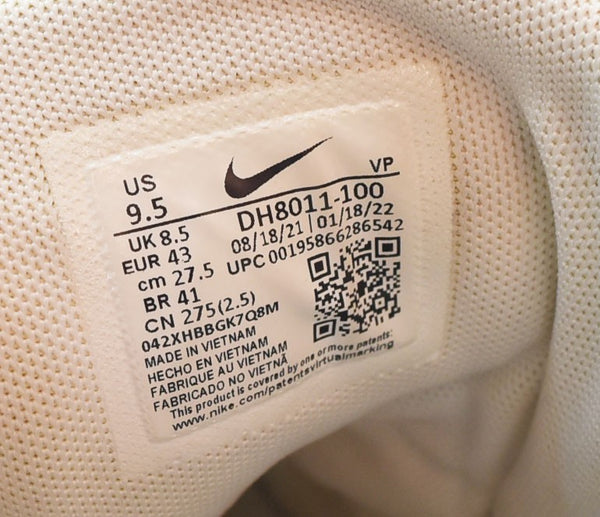 US
9.5
VP
UK 8.5
DH8011-100
EUR 43
08/18/21 | 01/18/22
cm 27.5
UPC 00195866286542
BR 41
CN 275(2.5)
042XHBBGK7Q8M
MADE IN VIETNAM
HECHO EN VIETNAM
FABRIQUE AU VIETNAM
FABRICADO NO VIETNÃ
This product is covered by one or more patents:
www.nike.com/patentsvirtualmarking